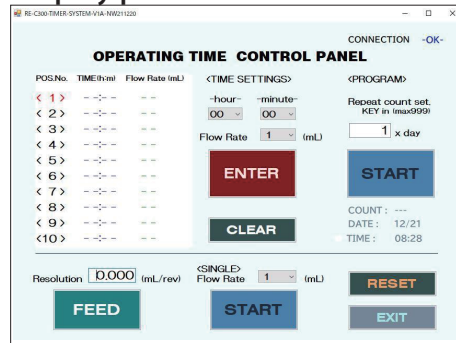 RE-C300-TIMER-SYSTEM-V1A-NW211220
CONNECTION -OK-
OPERATING TIME CONTROL PANEL
POS.No. TIME(h:m) Flow Rate (mL)
< 1 > --:-- --
< 2 > --:-- --
< 3 > --:-- --
< 4 > --:-- --
< 5 > --:-- --
< 6 > --:-- --
< 7 > --:-- --
< 8 > --:-- --
< 9 > --:-- --
<10 > --:-- --
<TIME SETTINGS>
-hour- -minute-
00 00
Flow Rate 1 (mL)
ENTER
CLEAR
<PROGRAM>
Repeat count set.
KEY in (max999)
1 x day
START
COUNT : ---
DATE : 12/21
TIME : 08:28
Resolution 0.000 (mL/rev)
FEED
<SINGLE>
Flow Rate 1 (mL)
START
RESET
EXIT